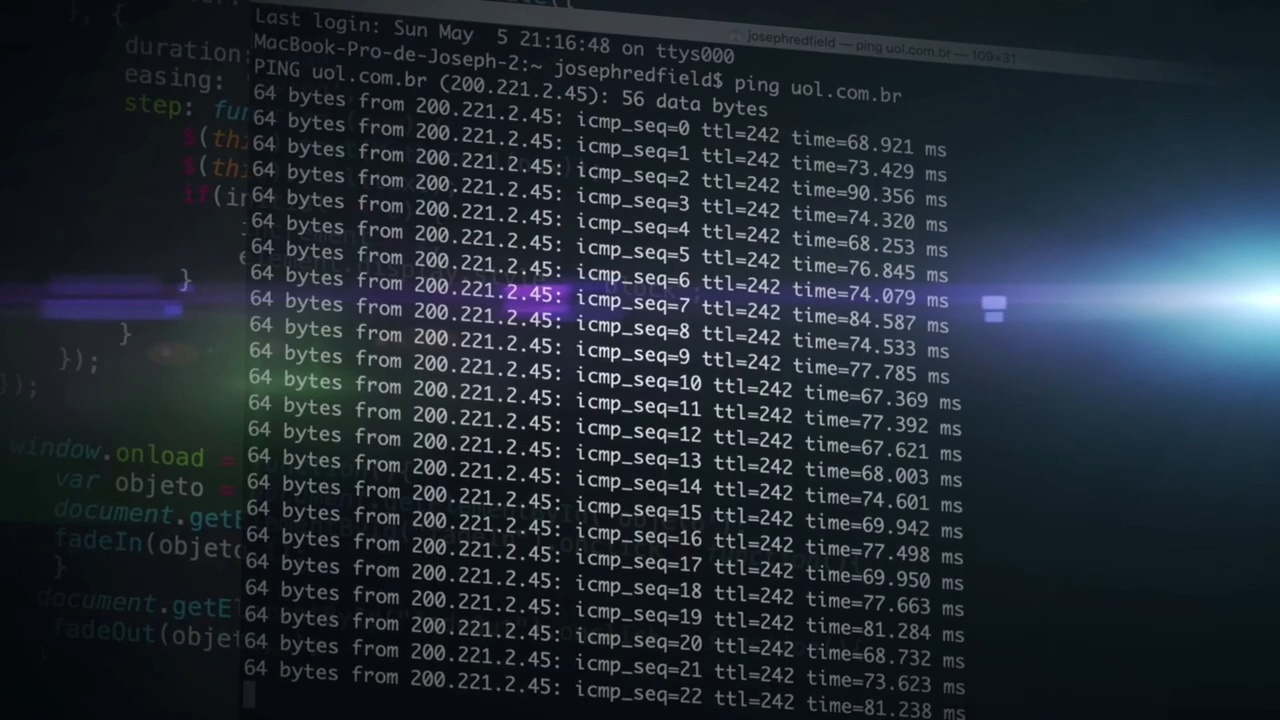 josephredfield — ping uol.com.br — 109×31
Last login: Sun May  5 21:16:48 on ttys000
MacBook-Pro-de-Joseph-2:~ josephredfield$ ping uol.com.br
PING uol.com.br (200.221.2.45): 56 data bytes
64 bytes from 200.221.2.45: icmp_seq=0 ttl=242 time=68.921 ms
64 bytes from 200.221.2.45: icmp_seq=1 ttl=242 time=73.429 ms
64 bytes from 200.221.2.45: icmp_seq=2 ttl=242 time=90.356 ms
64 bytes from 200.221.2.45: icmp_seq=3 ttl=242 time=74.320 ms
64 bytes from 200.221.2.45: icmp_seq=4 ttl=242 time=68.253 ms
64 bytes from 200.221.2.45: icmp_seq=5 ttl=242 time=76.845 ms
64 bytes from 200.221.2.45: icmp_seq=6 ttl=242 time=74.079 ms
64 bytes from 200.221.2.45: icmp_seq=7 ttl=242 time=84.587 ms
64 bytes from 200.221.2.45: icmp_seq=8 ttl=242 time=74.533 ms
64 bytes from 200.221.2.45: icmp_seq=9 ttl=242 time=77.785 ms
64 bytes from 200.221.2.45: icmp_seq=10 ttl=242 time=67.369 ms
64 bytes from 200.221.2.45: icmp_seq=11 ttl=242 time=77.392 ms
64 bytes from 200.221.2.45: icmp_seq=12 ttl=242 time=67.621 ms
64 bytes from 200.221.2.45: icmp_seq=13 ttl=242 time=68.003 ms
64 bytes from 200.221.2.45: icmp_seq=14 ttl=242 time=74.601 ms
64 bytes from 200.221.2.45: icmp_seq=15 ttl=242 time=69.942 ms
64 bytes from 200.221.2.45: icmp_seq=16 ttl=242 time=77.498 ms
64 bytes from 200.221.2.45: icmp_seq=17 ttl=242 time=69.950 ms
64 bytes from 200.221.2.45: icmp_seq=18 ttl=242 time=77.663 ms
64 bytes from 200.221.2.45: icmp_seq=19 ttl=242 time=81.284 ms
64 bytes from 200.221.2.45: icmp_seq=20 ttl=242 time=68.732 ms
64 bytes from 200.221.2.45: icmp_seq=21 ttl=242 time=73.623 ms
64 bytes from 200.221.2.45: icmp_seq=22 ttl=242 time=81.238 ms
}, {
duration:
easing:
step: fun
$(thi
$(thi
if(in
}
}
});
});
window.onload =
var objeto =
document.getE
fadeIn(objeto
}
document.getEl
fadeOut(objet